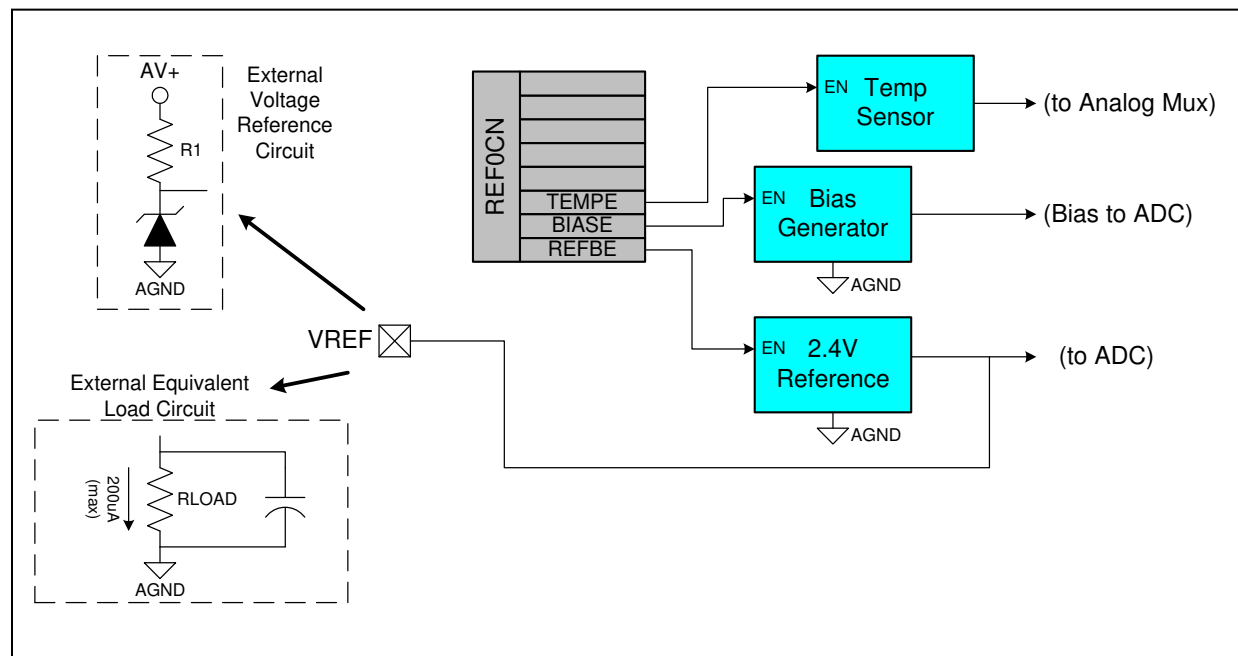 AV+
R1
AGND
External
Voltage
Reference
Circuit
REF0CN
TEMPE
BIASE
REFBE
EN
Temp
Sensor
(to Analog Mux)
EN
Bias
Generator
AGND
(Bias to ADC)
EN
2.4V
Reference
AGND
(to ADC)
VREF
External Equivalent
Load Circuit
200uA
(max)
RLOAD
AGND